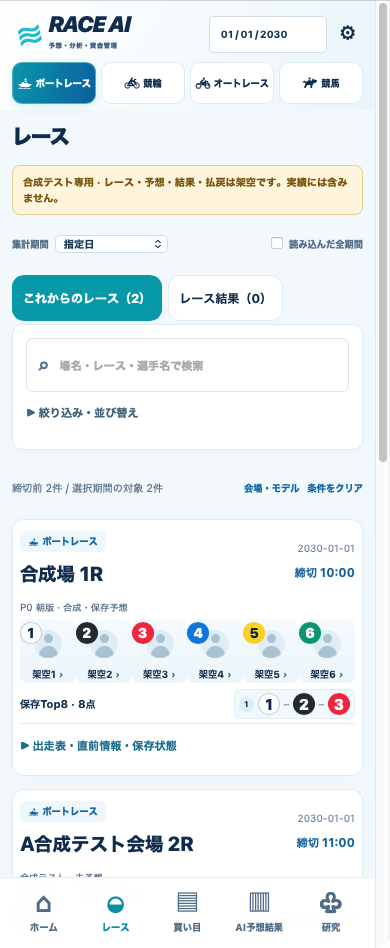 RACE AI
予想・分析・資金管理
01/01/2030
ボートレース
競輪
オートレース
競馬
レース
合成テスト専用・レース・予想・結果・払戻は架空です。実績には含み
ません。
集計期間 指定日 読み込んだ全期間
これからのレース（2） レース結果（0）
場名・レース・選手名で検索
▶ 絞り込み・並び替え
締切前 2件 / 選択期間の対象 2件 会場・モデル 条件をクリア
ボートレース
2030-01-01
合成場 1R
締切 10:00
P0 朝版・合成・保存予想
1 2 3 4 5 6
架空1 › 架空2 › 架空3 › 架空4 › 架空5 › 架空6 ›
保存Top8・8点 1 1 – 2 – 3
▶ 出走表・直前情報・保存状態
ボートレース
2030-01-01
A合成テスト会場 2R
締切 11:00
ホーム レース 買い目 AI予想結果 研究